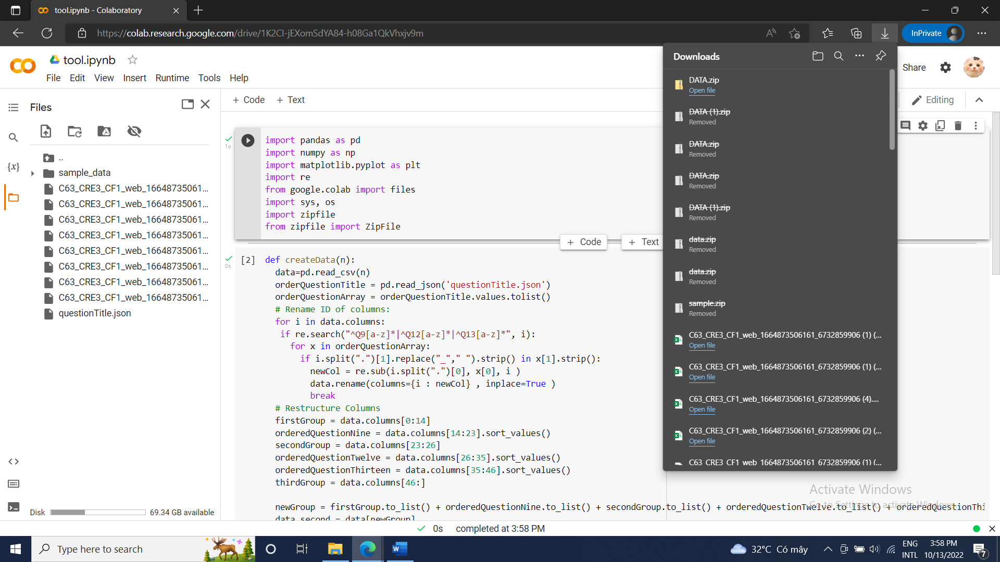 tool.ipynb - Colaboratory
https://colab.research.google.com/drive/1K2CI-jEXomSdYA84-h08Ga1QkVhxjv9m
InPrivate
tool.ipynb
File Edit View Insert Runtime Tools Help
Share
+ Code + Text
Editing
Files
..
sample_data
C63_CRE3_CF1_web_16648735061...
C63_CRE3_CF1_web_16648735061...
C63_CRE3_CF1_web_16648735061...
C63_CRE3_CF1_web_16648735061...
C63_CRE3_CF1_web_16648735061...
C63_CRE3_CF1_web_16648735061...
C63_CRE3_CF1_web_16648735061...
C63_CRE3_CF1_web_16648735061...
questionTitle.json
{x}
Disk 69.34 GB available
1s
import pandas as pd
import numpy as np
import matplotlib.pyplot as plt
import re
from google.colab import files
import sys, os
import zipfile
from zipfile import ZipFile
+ Code + Text
0s
[2] def createData(n):
data=pd.read_csv(n)
orderQuestionTitle = pd.read_json('questionTitle.json')
orderQuestionArray = orderQuestionTitle.values.tolist()
# Rename ID of columns:
for i in data.columns:
if re.search("^Q9[a-z]*|^Q12[a-z]*|^Q13[a-z]*", i):
for x in orderQuestionArray:
if i.split(".")[1].replace("_"," ").strip() in x[1].strip():
newCol = re.sub(i.split(".")[0], x[0], i )
data.rename(columns={i : newCol} , inplace=True )
break
# Restructure Columns
firstGroup = data.columns[0:14]
orderedQuestionNine = data.columns[14:23].sort_values()
secondGroup = data.columns[23:26]
orderedQuestionTwelve = data.columns[26:35].sort_values()
orderedQuestionThirteen = data.columns[35:46].sort_values()
thirdGroup = data.columns[46:]
newGroup = firstGroup.to_list() + orderedQuestionNine.to_list() + secondGroup.to_list() + orderedQuestionTwelve.to_list() + orderedQuestionThi
data_second = data[newGroup]
Downloads
DATA.zip
Open file
DATA (1).zip
Removed
DATA.zip
Removed
DATA.zip
Removed
DATA (1).zip
Removed
data.zip
Removed
data.zip
Removed
sample.zip
Removed
C63_CRE3_CF1_web_1664873506161_6732859906 (1) (...
Open file
C63_CRE3_CF1_web_1664873506161_6732859906 (1) (...
Open file
C63_CRE3_CF1_web_1664873506161_6732859906 (4)....
Open file
C63_CRE3_CF1_web_1664873506161_6732859906 (2) (...
Open file
C63_CRE3_CF1_web_1664873506161_6732859906 (1) (...
Activate Windows
Go to Settings to activate Windows.
0s completed at 3:58 PM
Type here to search
32°C Có mây
ENG
INTL
3:58 PM
10/13/2022
7